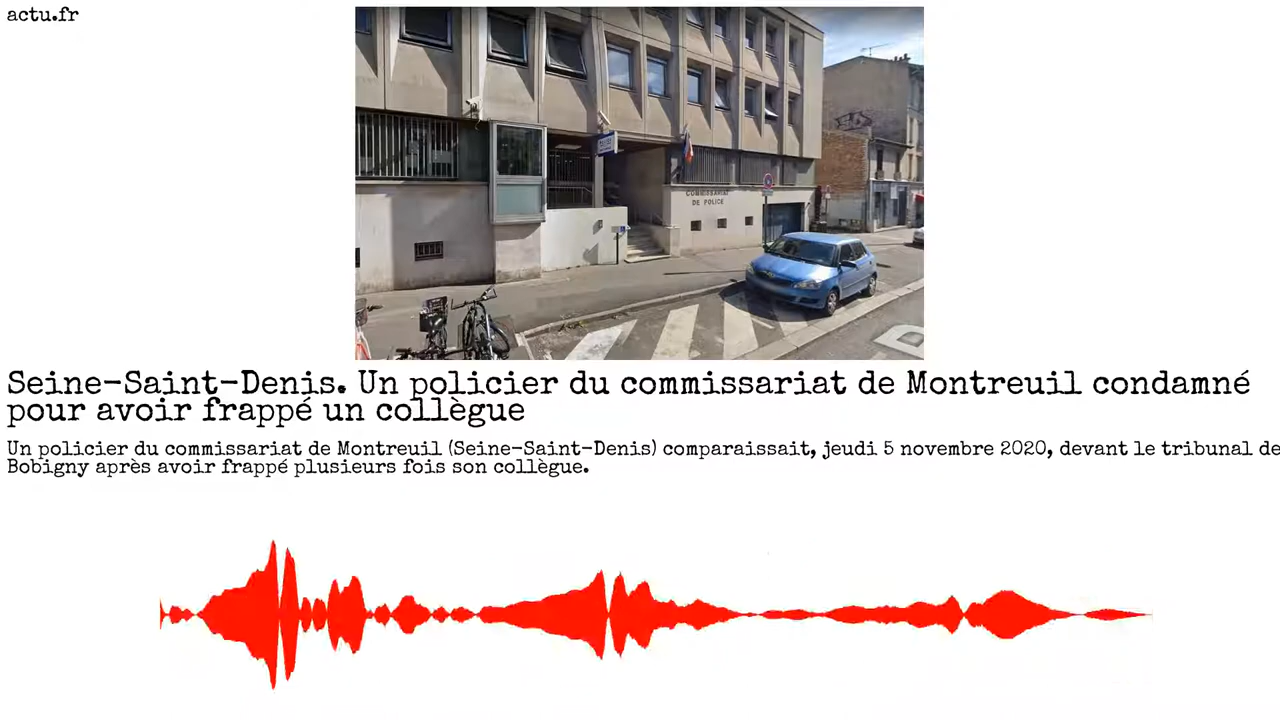 actu.fr
COMMISSARIAT
DE POLICE
Seine-Saint-Denis. Un policier du commissariat de Montreuil condamné
pour avoir frappé un collègue
Un policier du commissariat de Montreuil (Seine-Saint-Denis) comparaissait, jeudi 5 novembre 2020, devant le tribunal de
Bobigny après avoir frappé plusieurs fois son collègue.